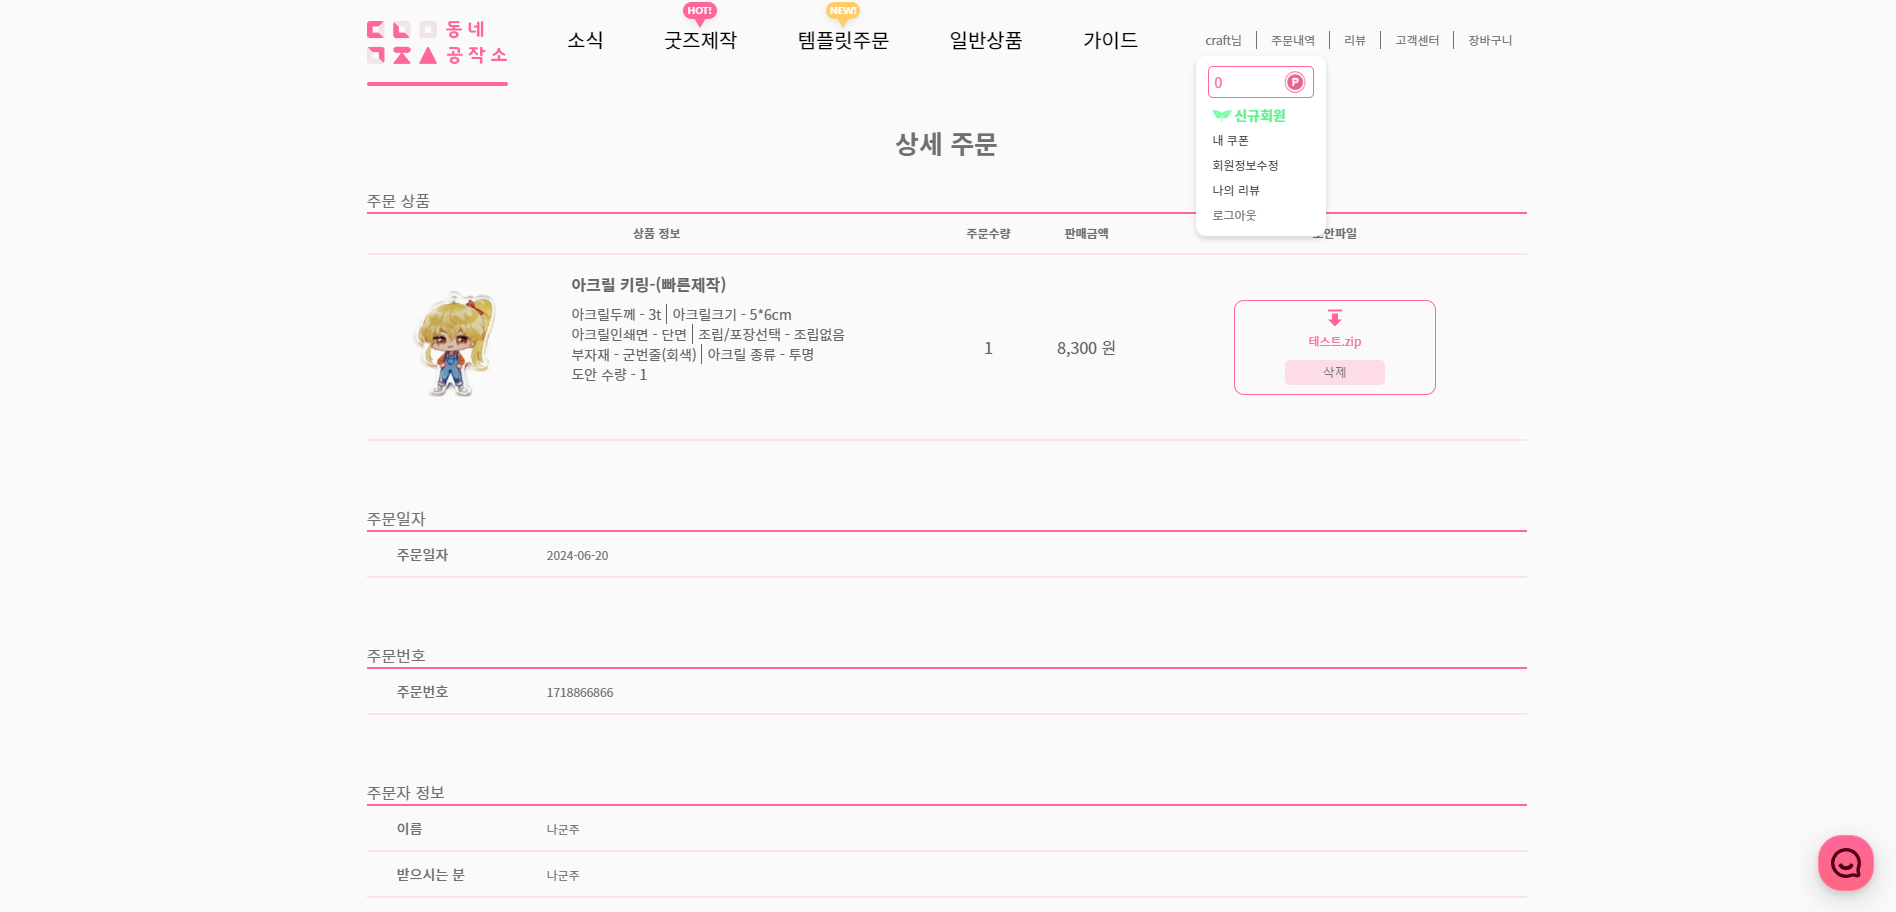 동네
공작소
소식
HOT!
굿즈제작
NEW!
템플릿주문
일반상품
가이드
craft님
주문내역
리뷰
고객센터
장바구니
0
P
신규회원
내 쿠폰
회원정보수정
나의 리뷰
로그아웃
상세 주문
주문 상품
상품 정보
주문수량
판매금액
안파일
아크릴 키링-(빠른제작)
아크릴두께 - 3t | 아크릴크기 - 5*6cm
아크릴인쇄면 - 단면 | 조립/포장선택 - 조립없음
부자재 - 군번줄(회색) | 아크릴 종류 - 투명
도안 수량 - 1
1
8,300 원
테스트.zip
삭제
주문일자
주문일자
2024-06-20
주문번호
주문번호
1718866866
주문자 정보
이름
나군주
받으시는 분
나군주